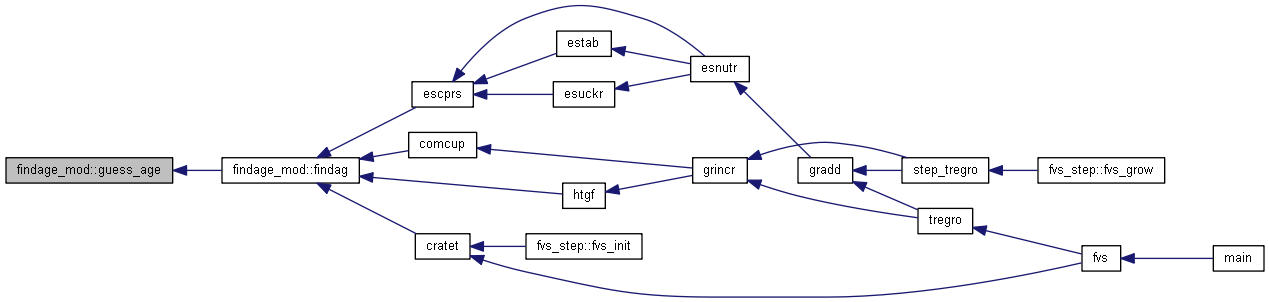 findage_mod::guess_age
findage_mod::findag
escprs
estab
esuckr
esnutr
comcup
htgf
cratet
fvs_step::fvs_init
grincr
gradd
step_tregro
tregro
fvs_step::fvs_grow
fvs
main